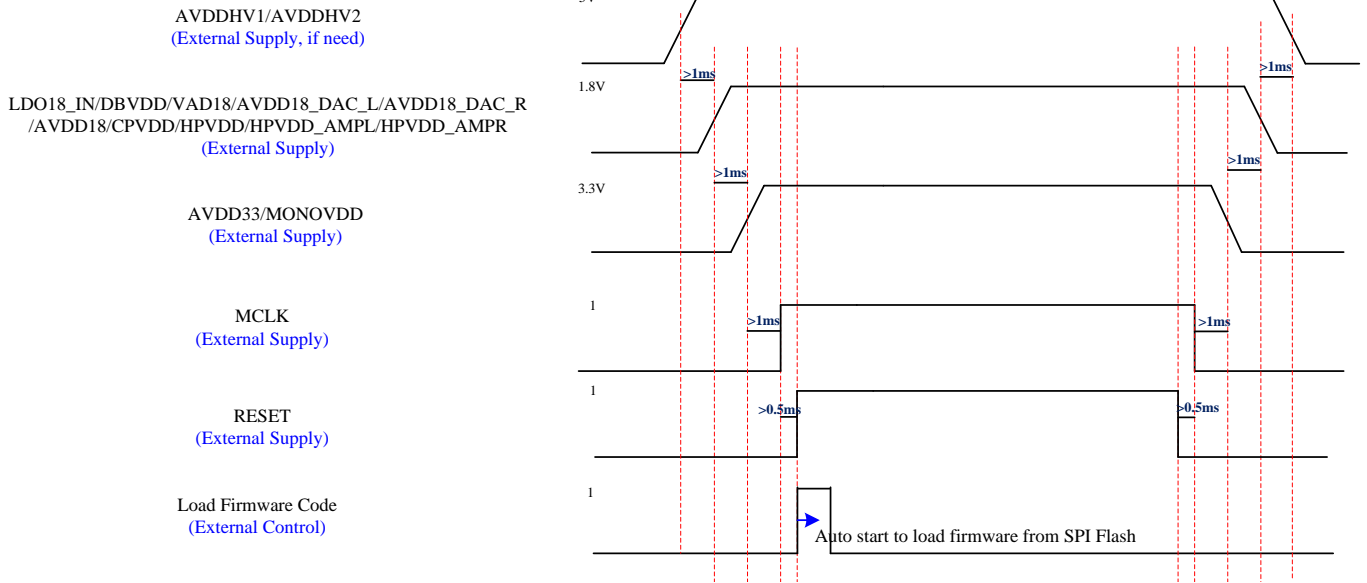 AVDDHV1/AVDDHV2
(External Supply, if need)
>1ms
>1ms
1.8V
LDO18_IN/DBVDD/VAD18/AVDD18_DAC_L/AVDD18_DAC_R
/AVDD18/CPVDD/HPVDD/HPVDD_AMPL/HPVDD_AMPR
(External Supply)
>1ms
>1ms
3.3V
AVDD33/MONOVDD
(External Supply)
1
MCLK
(External Supply)
>1ms
>1ms
1
RESET
(External Supply)
>0.5ms
>0.5ms
1
Load Firmware Code
(External Control)
Auto start to load firmware from SPI Flash